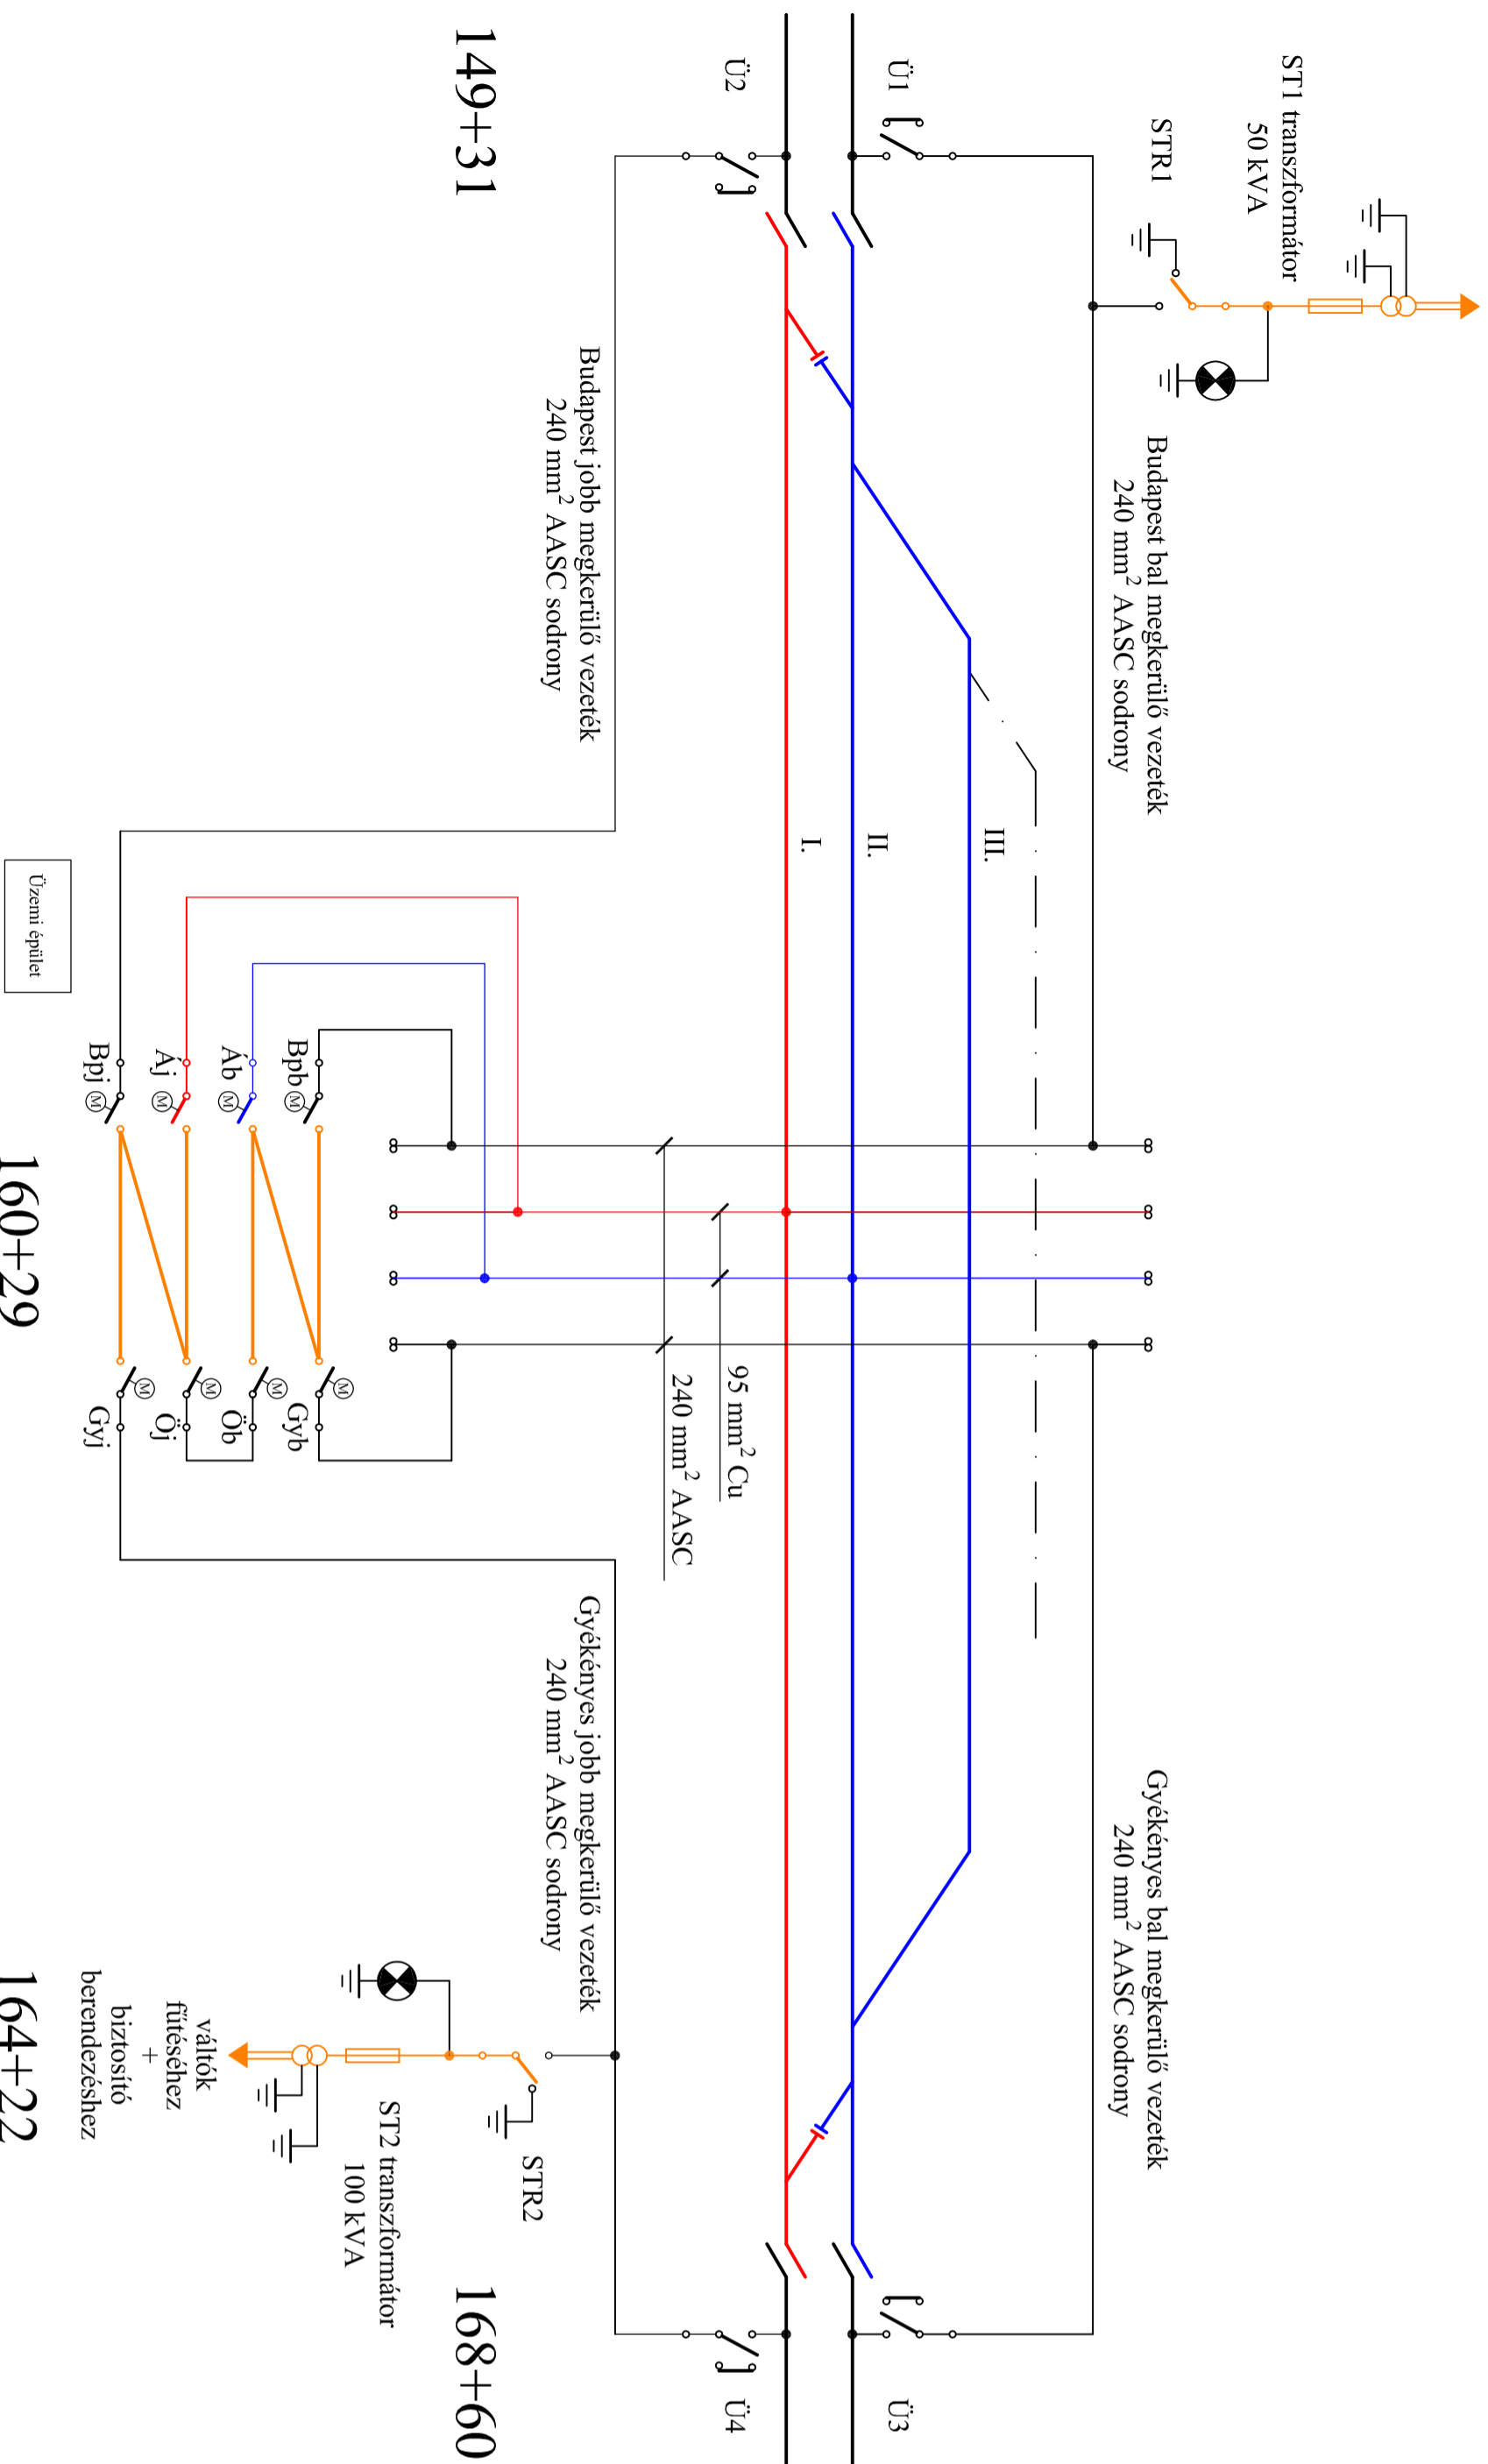 ST1 transzformátor
50 kVA
STR1
Budapest bal megkerülő vezeték
240 mm² AASC sodrony
Gyékényes bal megkerülő vezeték
240 mm² AASC sodrony
Ü1
Ü3
III.
II.
I.
Ü2
Ü4
95 mm² Cu
240 mm² AASC
Budapest jobb megkerülő vezeték
240 mm² AASC sodrony
Gyékényes jobb megkerülő vezeték
240 mm² AASC sodrony
STR2
ST2 transzformátor
100 kVA
149+31
168+60
Bpb
M
M
Gyb
Áb
M
M
Öb
Áj
M
M
Öj
Bpj
M
M
Gyj
váltók
fűtéséhez
+
biztosító
berendezéshez
Üzemi épület
160+29
164+22